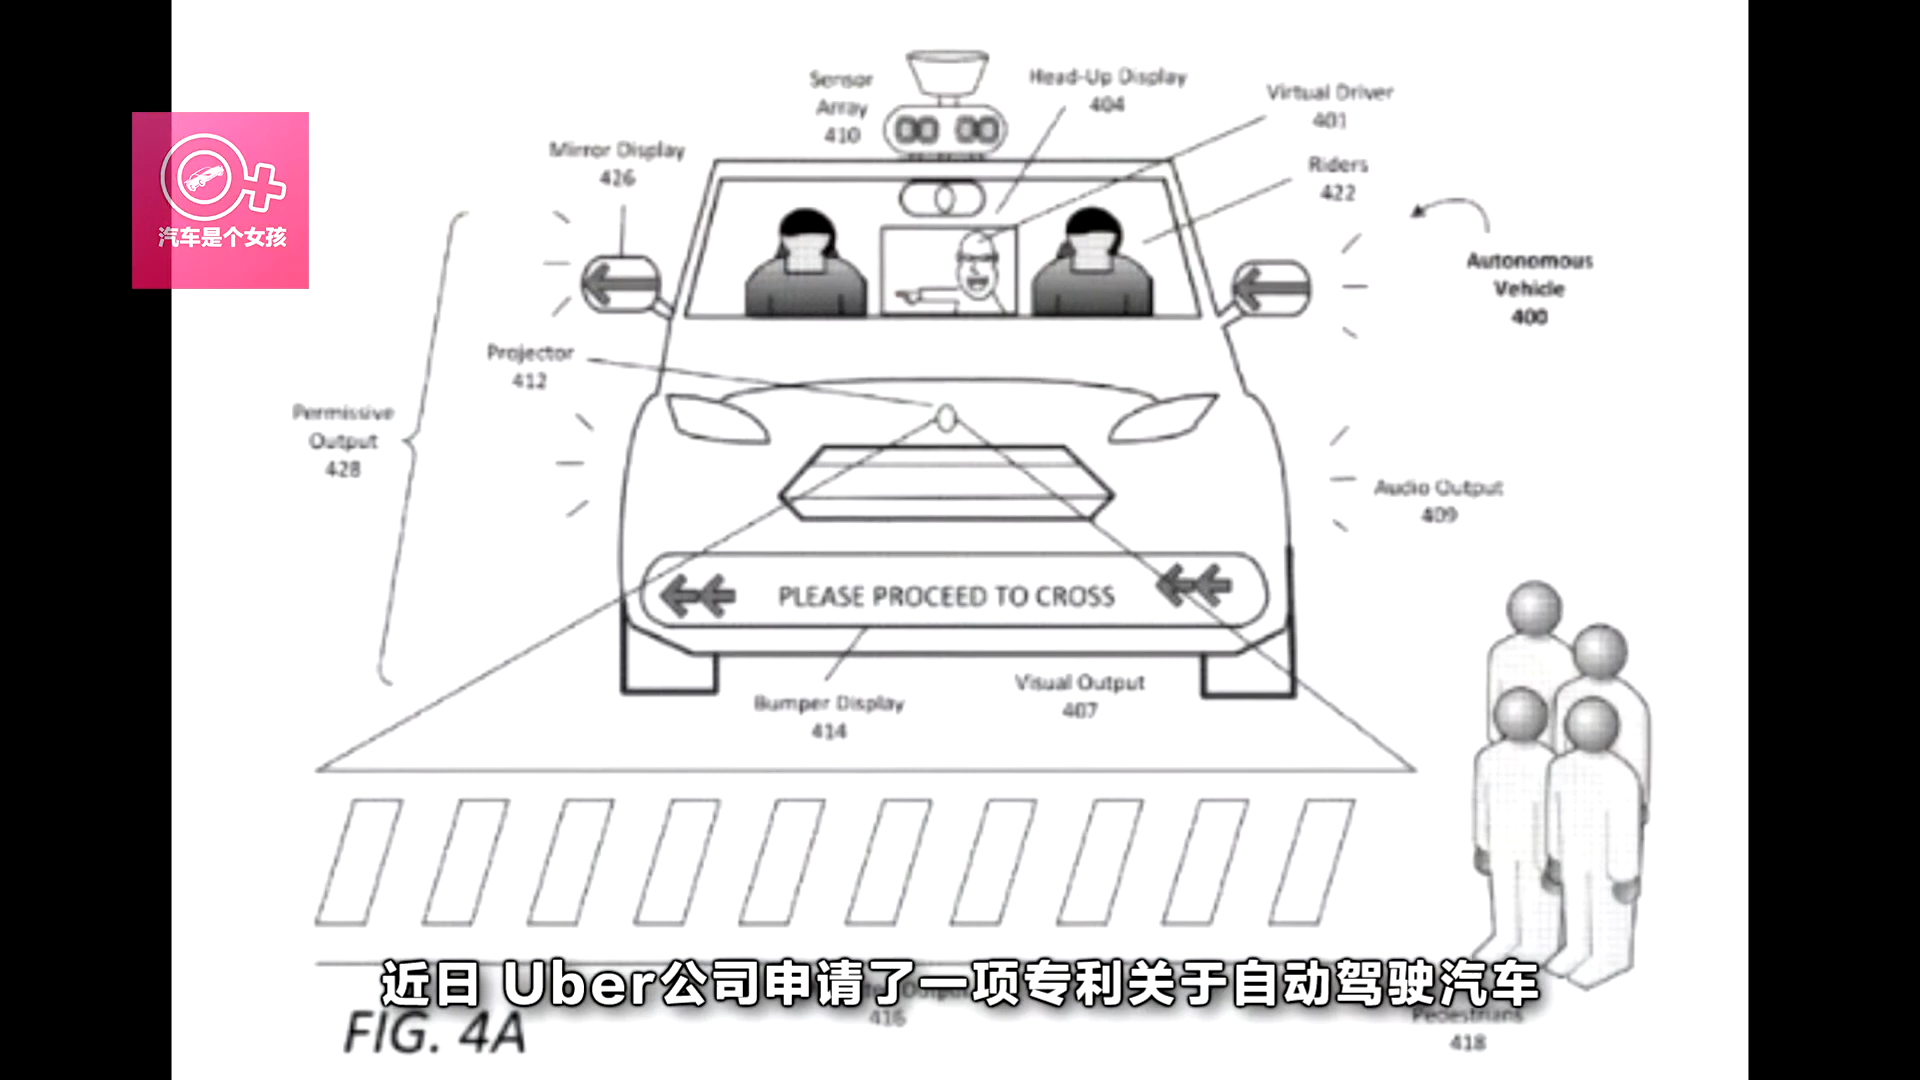 Sensor
Array
410
Head-Up Display
404
Virtual Driver
401
Mirror Display
426
Riders
422
汽车是个女孩
Autonomous
Vehicle
400
Projector
412
Permissive
Output
428
Audio Output
409
PLEASE PROCEED TO CROSS
Visual Output
407
Bumper Display
414
近日 Uber公司申请了一项专利关于自动驾驶汽车
416
Pedestrians
418
FIG. 4A